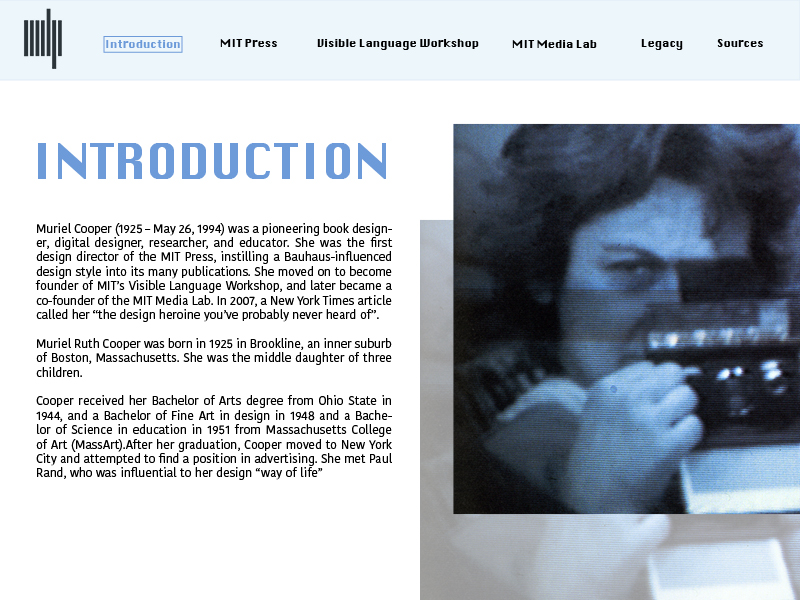 Introduction
MIT Press
Visible Language Workshop
MIT Media Lab
Legacy
Sources
INTRODUCTION
Muriel Cooper (1925 – May 26, 1994) was a pioneering book design-
er, digital designer, researcher, and educator. She was the first
design director of the MIT Press, instilling a Bauhaus-influenced
design style into its many publications. She moved on to become
founder of MIT’s Visible Language Workshop, and later became a
co-founder of the MIT Media Lab. In 2007, a New York Times article
called her “the design heroine you’ve probably never heard of”.
Muriel Ruth Cooper was born in 1925 in Brookline, an inner suburb
of Boston, Massachusetts. She was the middle daughter of three
children.
Cooper received her Bachelor of Arts degree from Ohio State in
1944, and a Bachelor of Fine Art in design in 1948 and a Bache-
lor of Science in education in 1951 from Massachusetts College
of Art (MassArt).After her graduation, Cooper moved to New York
City and attempted to find a position in advertising. She met Paul
Rand, who was influential to her design “way of life”